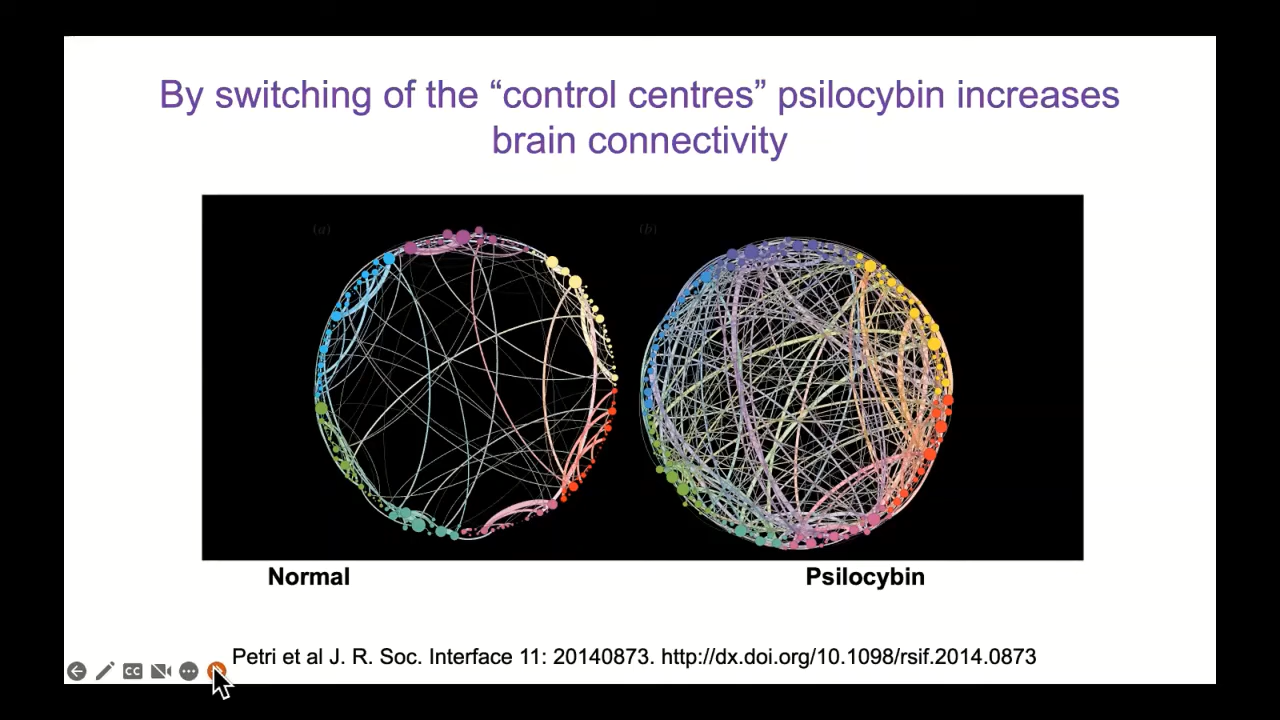 By switching of the “control centres” psilocybin increases
brain connectivity
(a)
(b)
Normal
Psilocybin
CC
Petri et al J. R. Soc. Interface 11: 20140873. http://dx.doi.org/10.1098/rsif.2014.0873